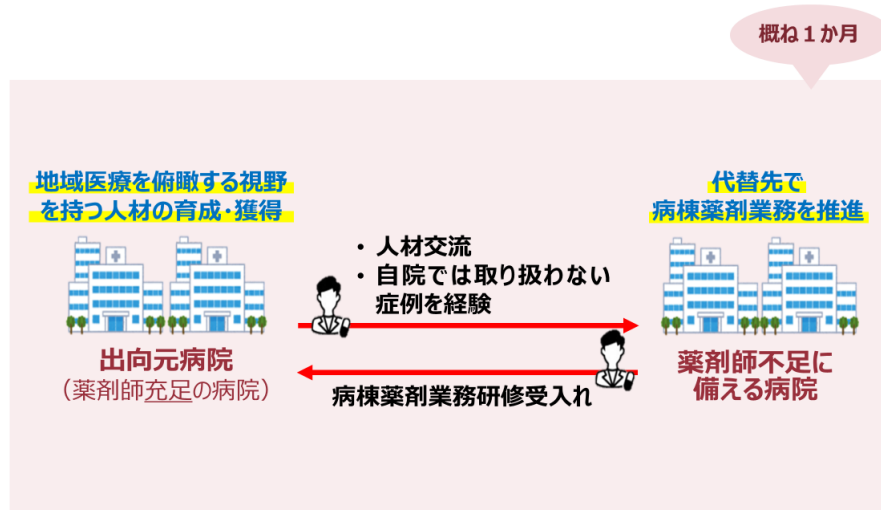 概ね１か月
地域医療を俯瞰する視野
を持つ人材の育成・獲得
代替先で
病棟薬剤業務を推進
・ 人材交流
・ 自院では取り扱わない
症例を経験
出向元病院
（薬剤師充足の病院）
薬剤師不足に
備える病院
病棟薬剤業務研修受入れ